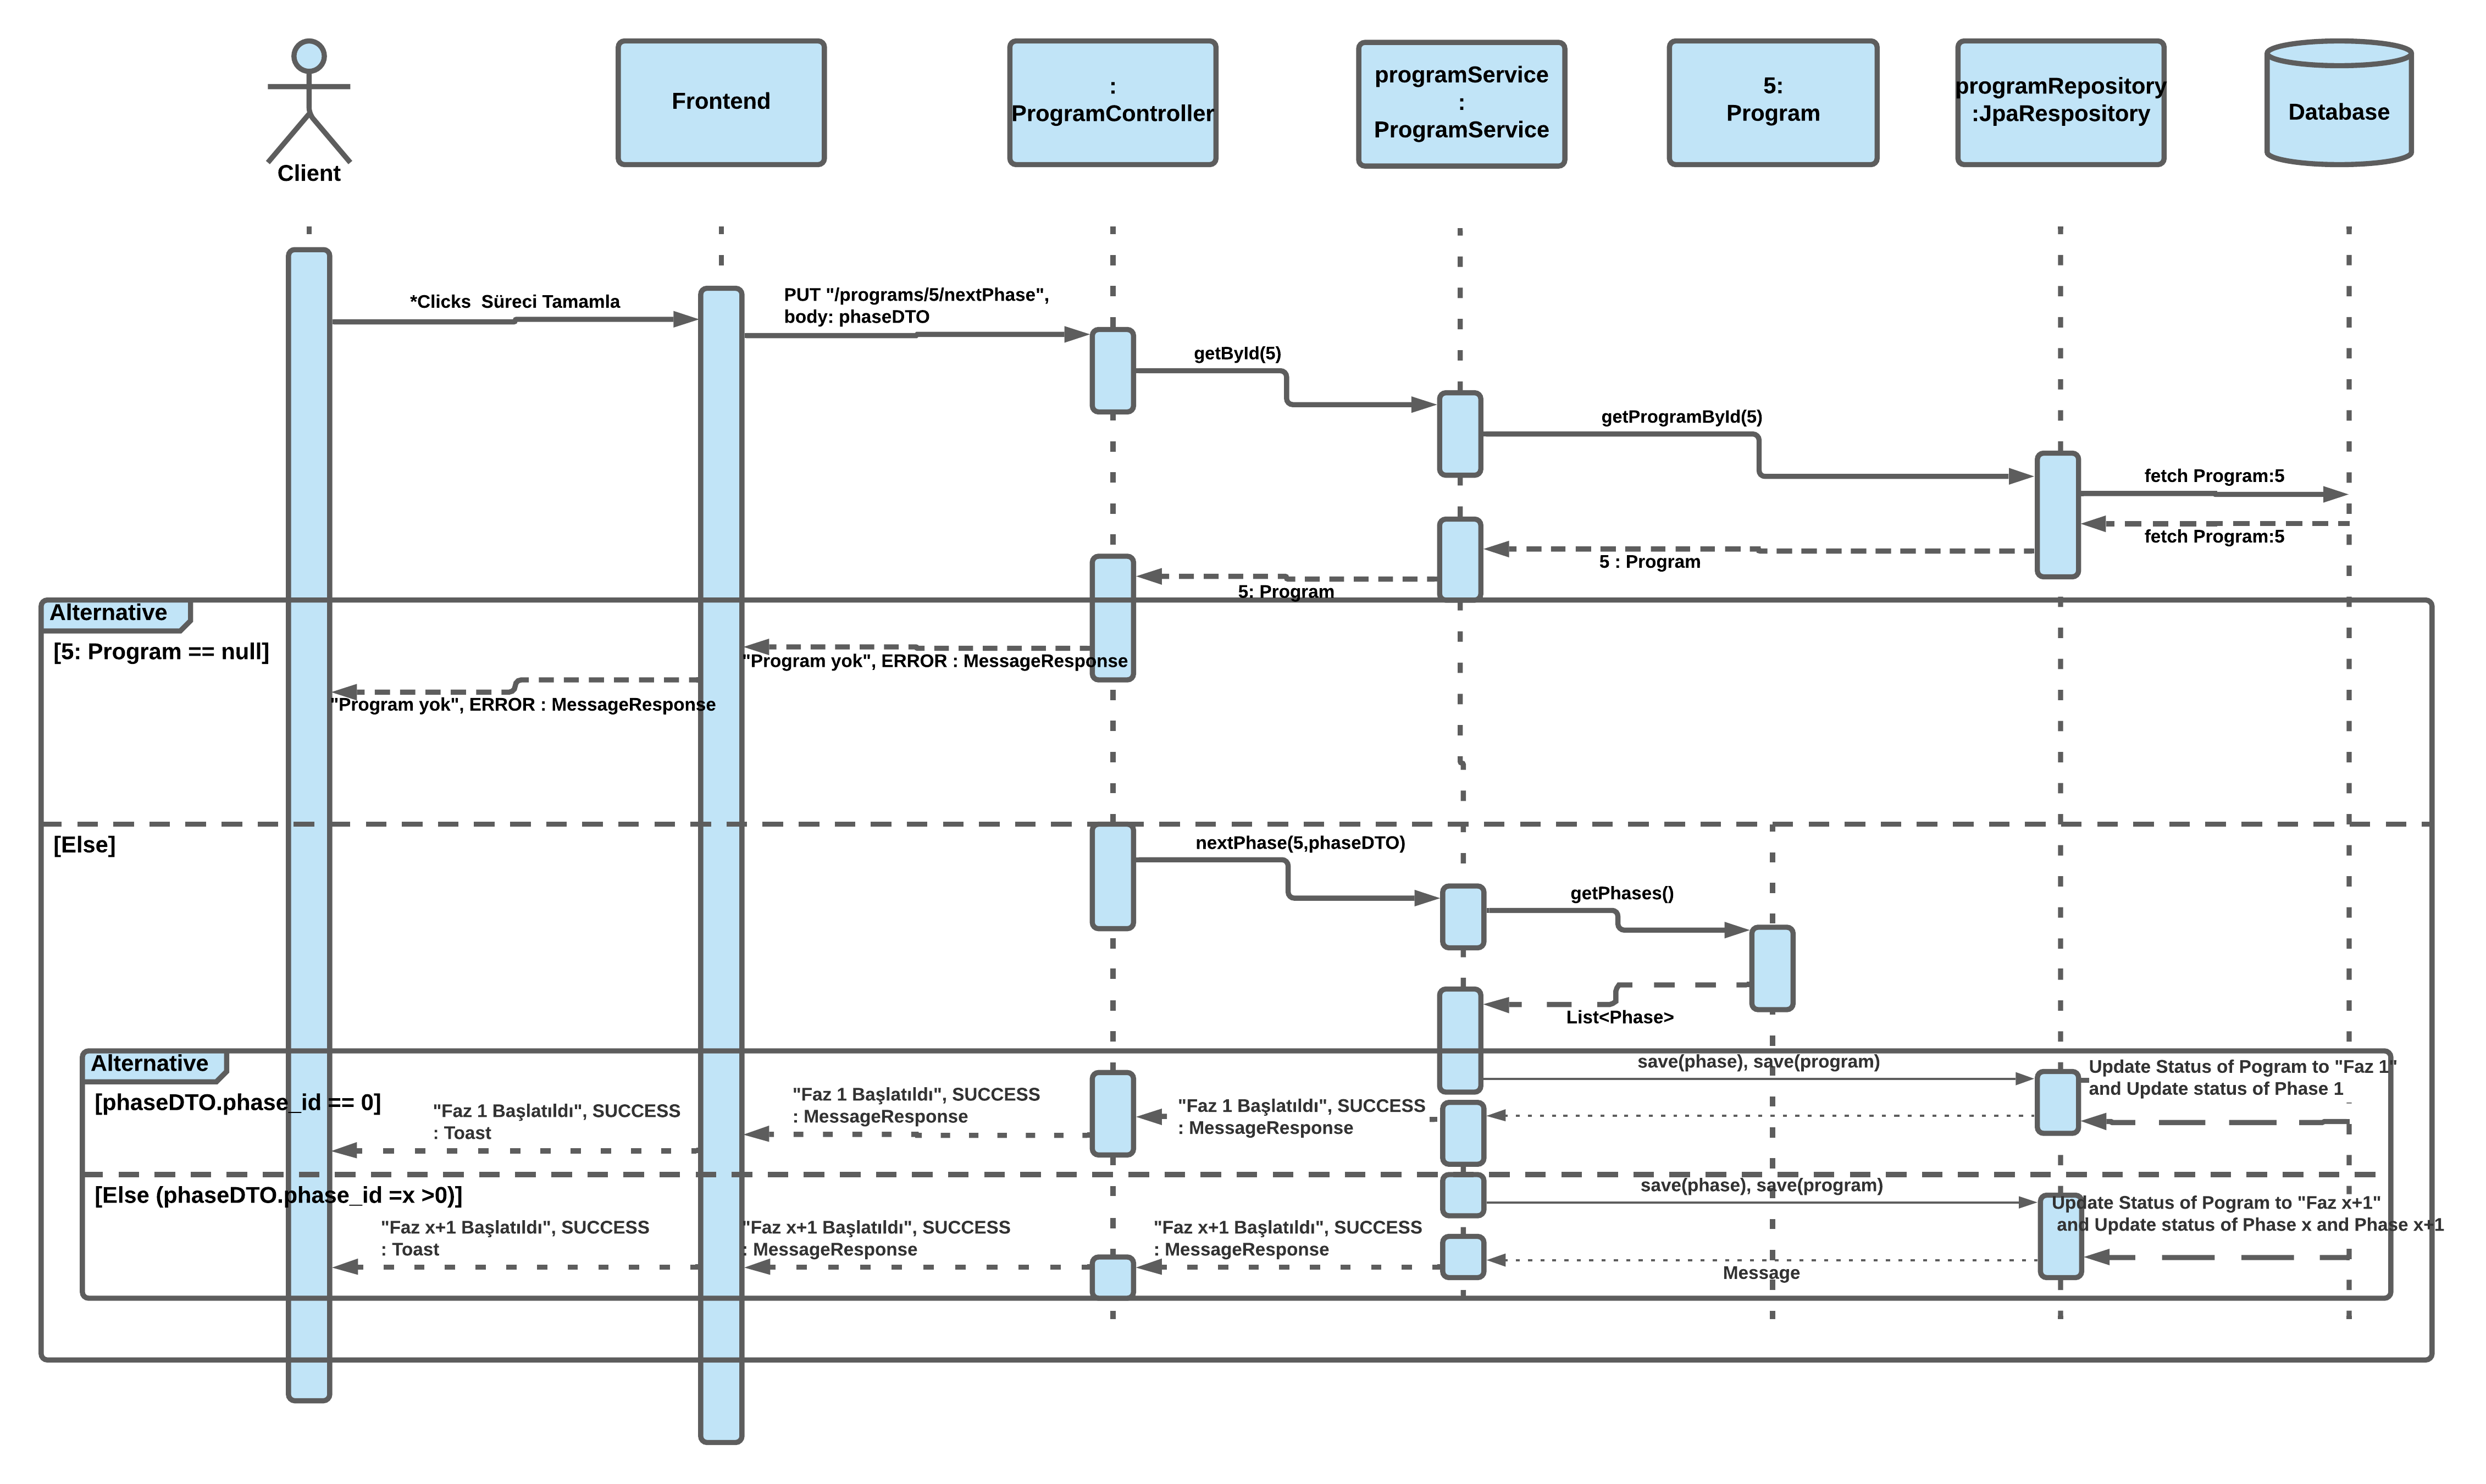 Client
Frontend
:
ProgramController
programService
:
ProgramService
5:
Program
programRepository
:JpaRespository
Database
*Clicks  Süreci Tamamla
PUT "/programs/5/nextPhase",
body: phaseDTO
getById(5)
getProgramById(5)
fetch Program:5
fetch Program:5
5 : Program
5: Program
Alternative
[5: Program == null]
"Program yok", ERROR : MessageResponse
"Program yok", ERROR : MessageResponse
[Else]
nextPhase(5,phaseDTO)
getPhases()
List<Phase>
Alternative
[phaseDTO.phase_id == 0]
save(phase), save(program)
Update Status of Pogram to "Faz 1"
and Update status of Phase 1
"Faz 1 Başlatıldı", SUCCESS
: MessageResponse
"Faz 1 Başlatıldı", SUCCESS
: MessageResponse
"Faz 1 Başlatıldı", SUCCESS
: Toast
[Else (phaseDTO.phase_id =x >0)]
save(phase), save(program)
Update Status of Pogram to "Faz x+1"
and Update status of Phase x and Phase x+1
"Faz x+1 Başlatıldı", SUCCESS
: Toast
"Faz x+1 Başlatıldı", SUCCESS
: MessageResponse
"Faz x+1 Başlatıldı", SUCCESS
: MessageResponse
Message